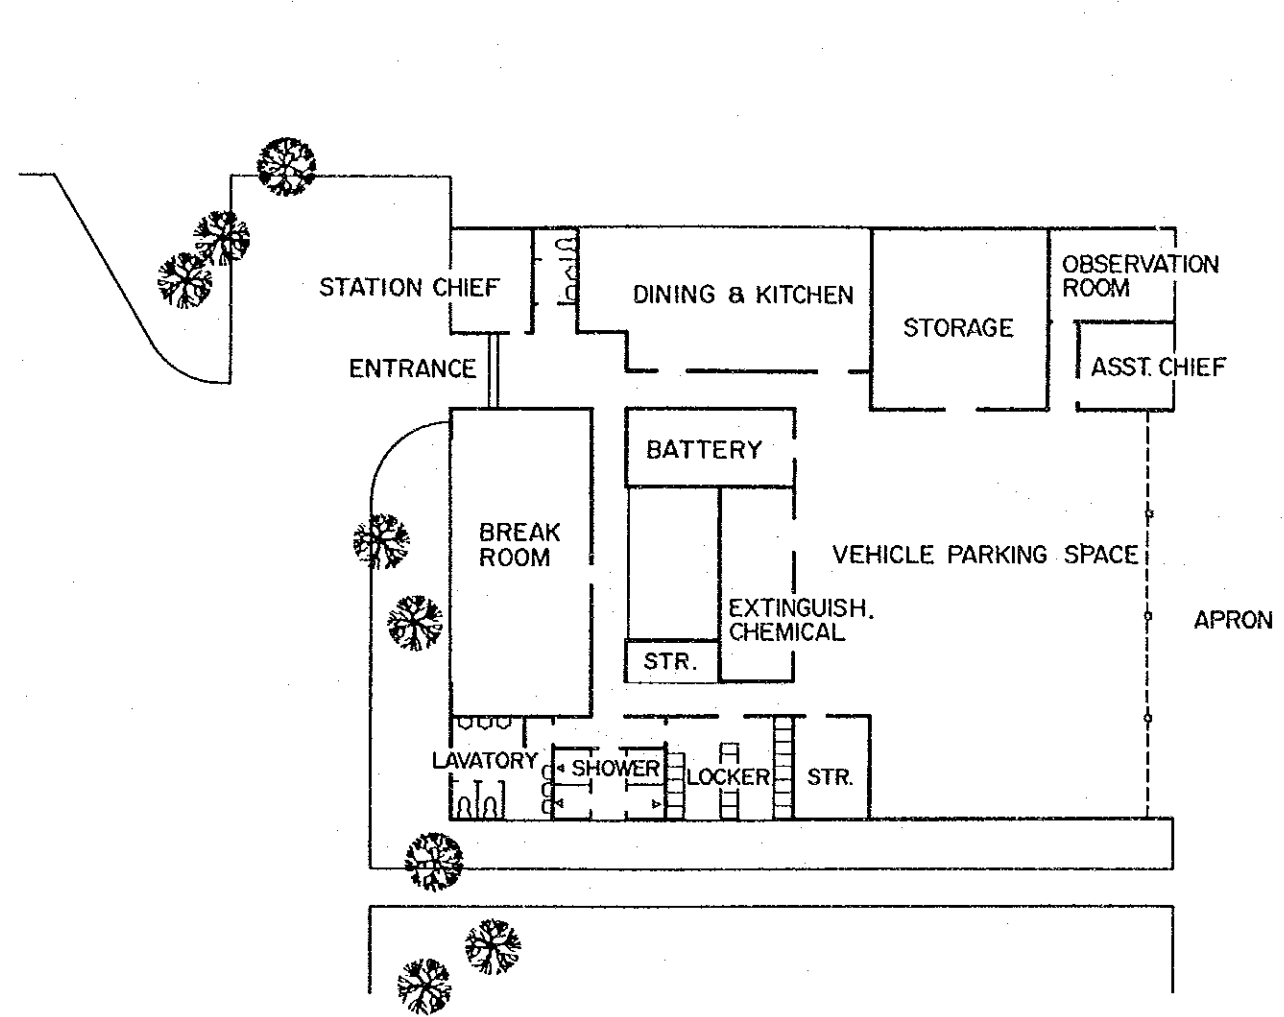 STATION CHIEF
DINING & KITCHEN
STORAGE
OBSERVATION
ROOM
ENTRANCE
ASST. CHIEF
BATTERY
BREAK
ROOM
VEHICLE PARKING SPACE
EXTINGUISH.
CHEMICAL
APRON
STR.
LAVATORY
SHOWER
LOCKER
STR.